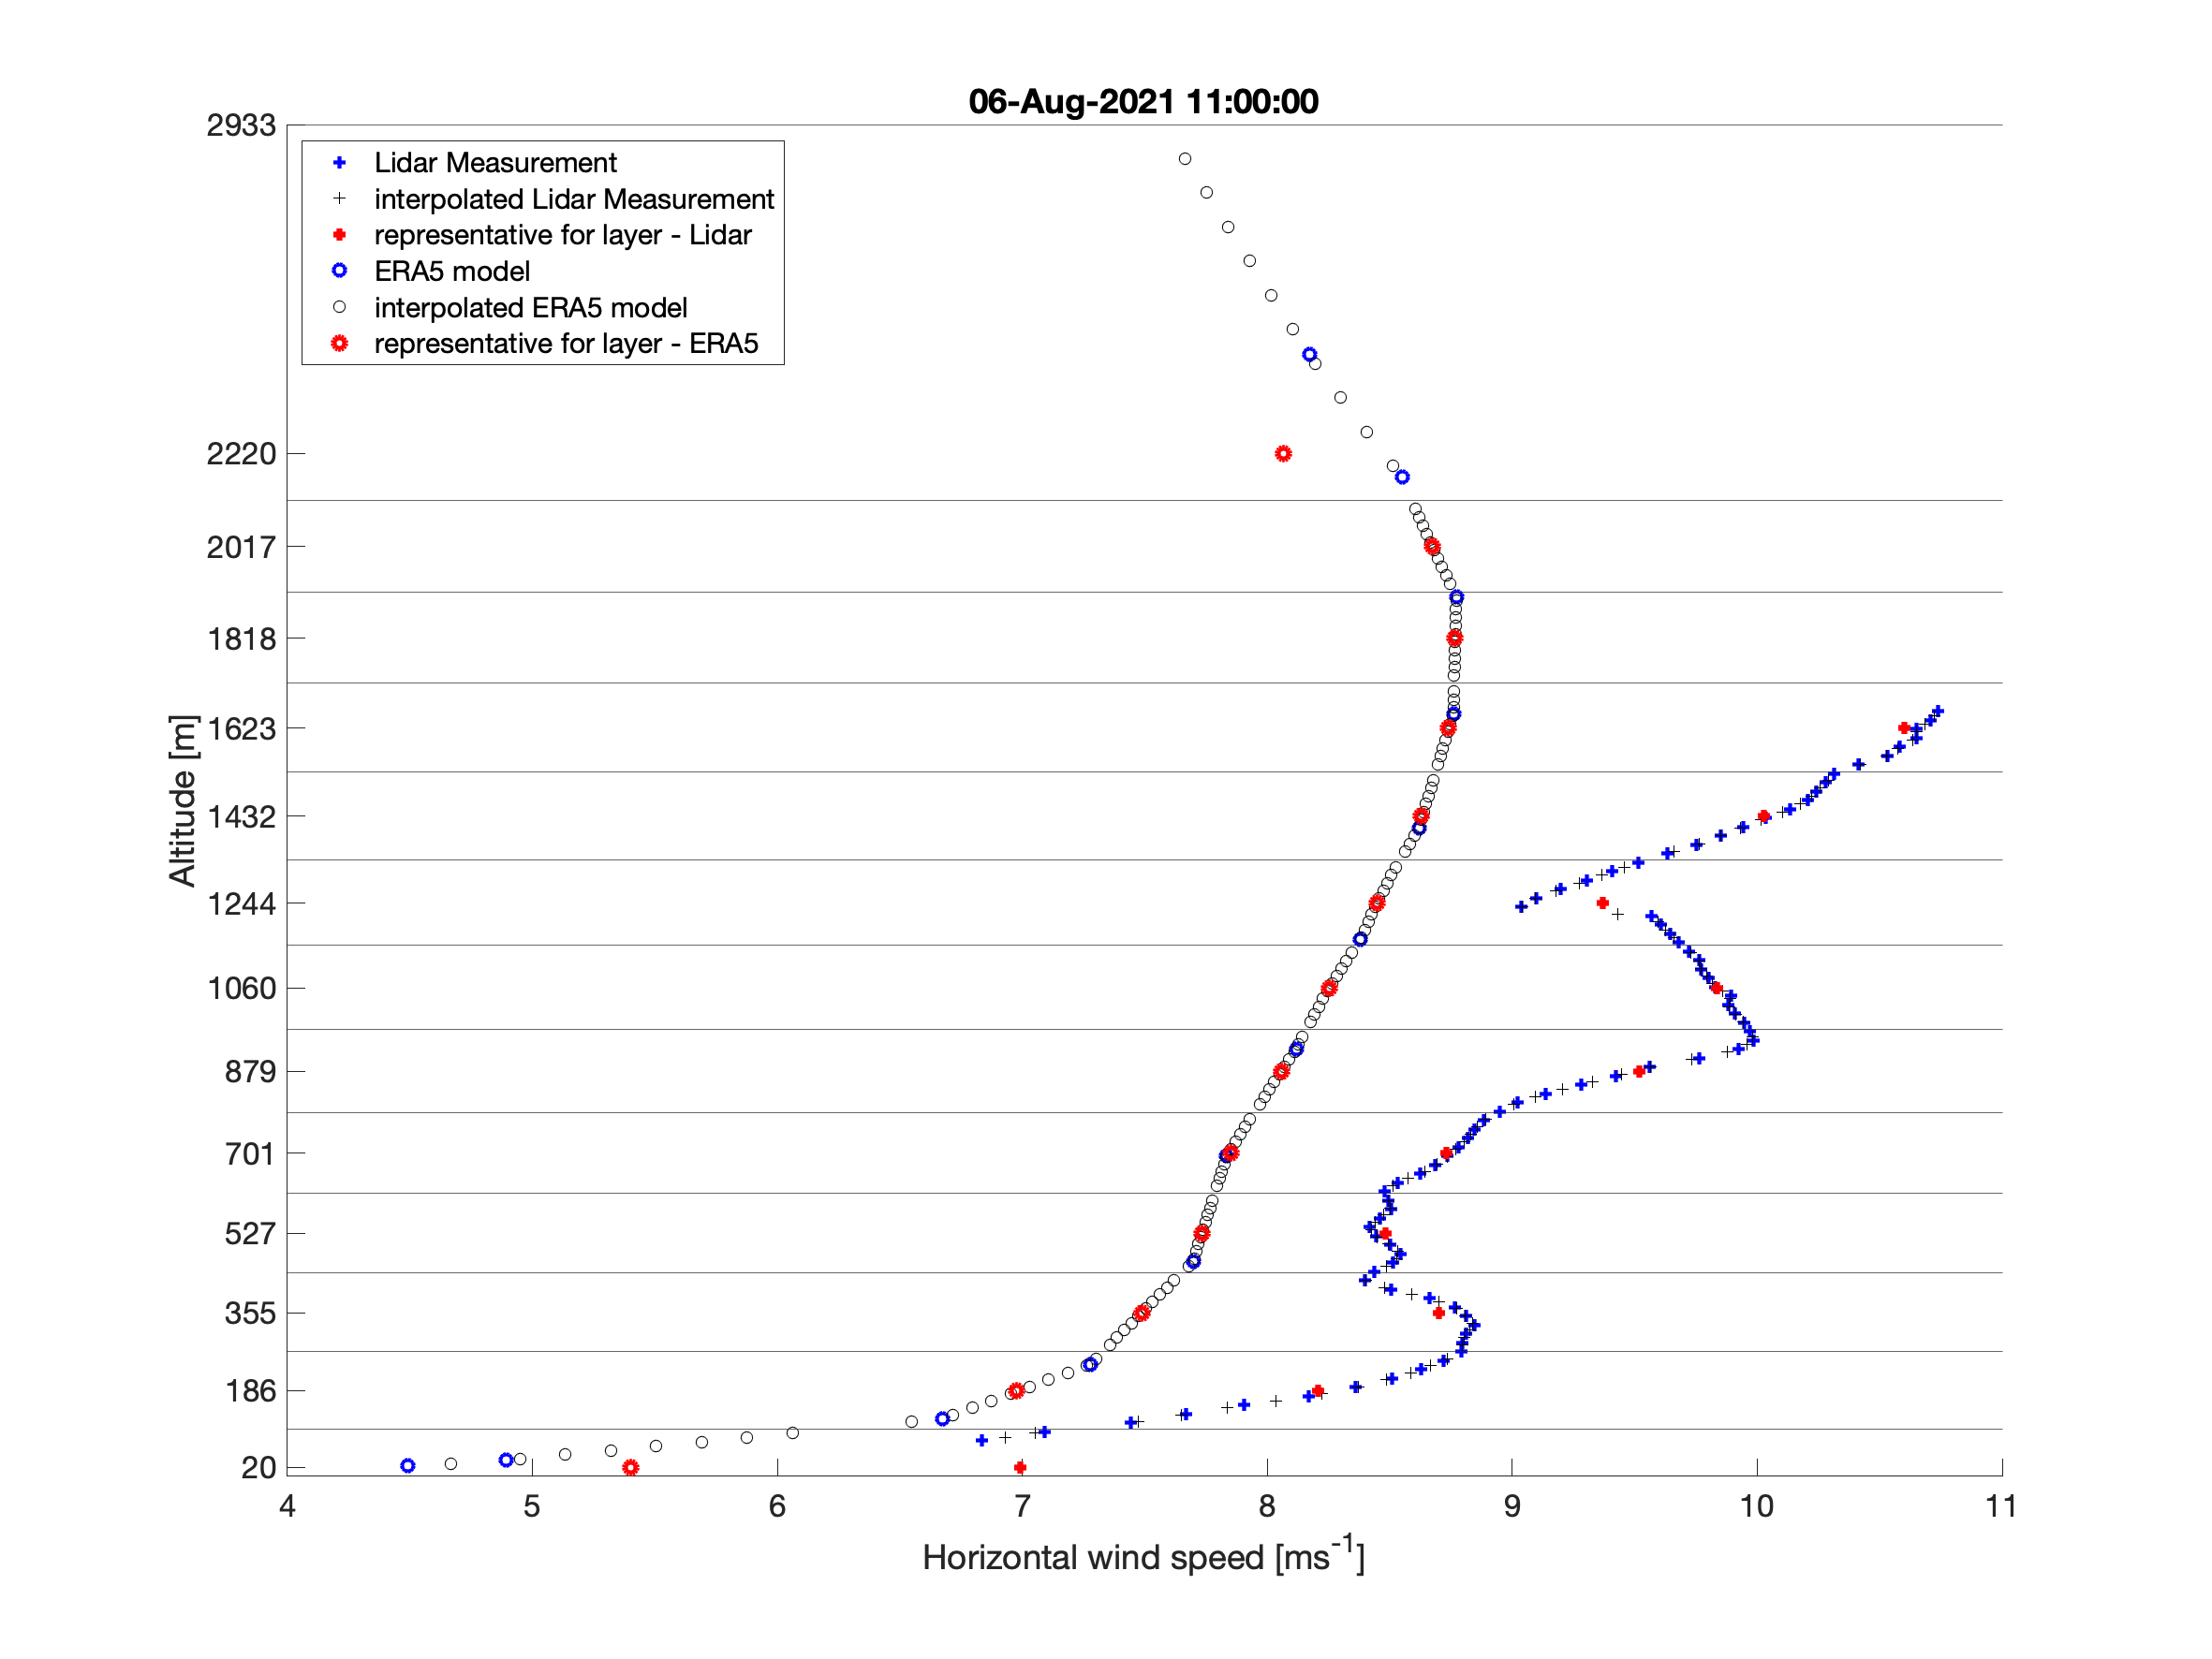 06-Aug-2021 11:00:00
Lidar Measurement
interpolated Lidar Measurement
representative for layer - Lidar
ERA5 model
interpolated ERA5 model
representative for layer - ERA5
2933
2220
2017
1818
1623
1432
1244
1060
879
701
527
355
186
20
Altitude [m]
4 5 6 7 8 9 10 11
Horizontal wind speed [ms-1]